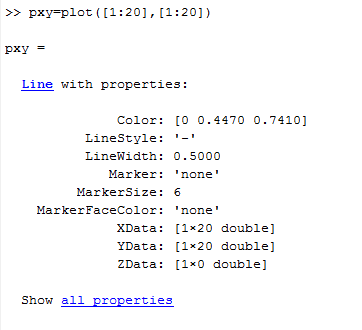 >> pxy=plot([1:20],[1:20])
pxy =
Line with properties:
Color: [0 0.4470 0.7410]
LineStyle: '-'
LineWidth: 0.5000
Marker: 'none'
MarkerSize: 6
MarkerFaceColor: 'none'
XData: [1×20 double]
YData: [1×20 double]
ZData: [1×0 double]
Show all properties